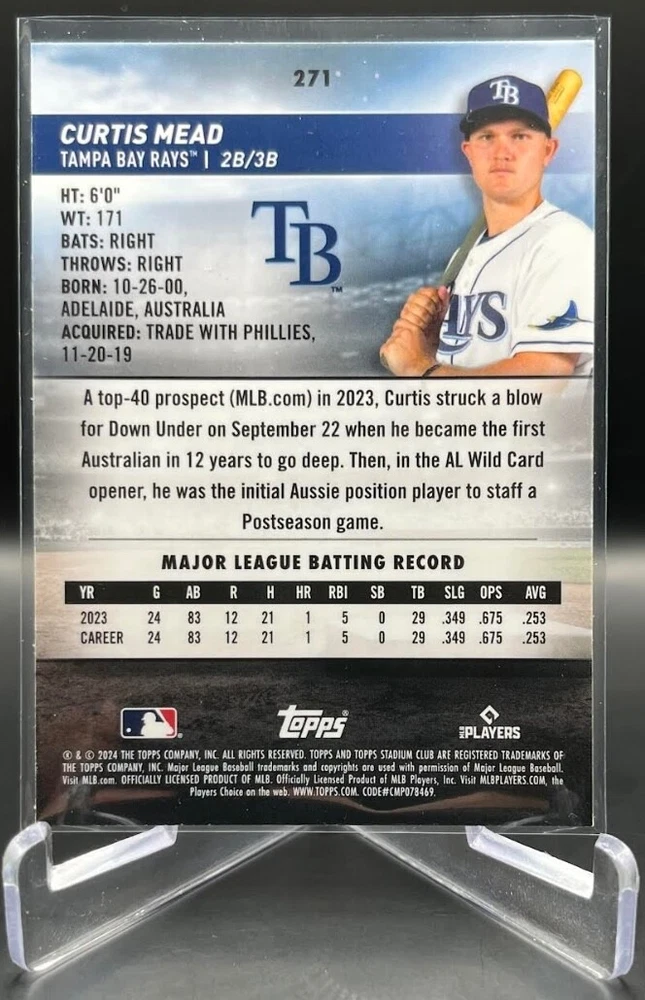 271
TB
CURTIS MEAD
TAMPA BAY RAYS™ | 2B/3B
HT: 6'0"
WT: 171
BATS: RIGHT
THROWS: RIGHT
BORN: 10-26-00,
ADELAIDE, AUSTRALIA
ACQUIRED: TRADE WITH PHILLIES,
11-20-19
TB™
RAYS
A top-40 prospect (MLB.com) in 2023, Curtis struck a blow
for Down Under on September 22 when he became the first
Australian in 12 years to go deep. Then, in the AL Wild Card
opener, he was the initial Aussie position player to staff a
Postseason game.
MAJOR LEAGUE BATTING RECORD
YR G AB R H HR RBI SB TB SLG OPS AVG
2023 24 83 12 21 1 5 0 29 .349 .675 .253
CAREER 24 83 12 21 1 5 0 29 .349 .675 .253
topps®
MLB PLAYERS
® & © 2024 THE TOPPS COMPANY, INC. ALL RIGHTS RESERVED. TOPPS AND TOPPS STADIUM CLUB ARE REGISTERED TRADEMARKS OF
THE TOPPS COMPANY, INC. Major League Baseball trademarks and copyrights are used with permission of Major League Baseball.
Visit MLB.com. OFFICIALLY LICENSED PRODUCT OF MLB. Officially Licensed Product of MLB Players, Inc. Visit MLBPLAYERS.COM, the
Players Choice on the web. WWW.TOPPS.COM. CODE#CMP078469.